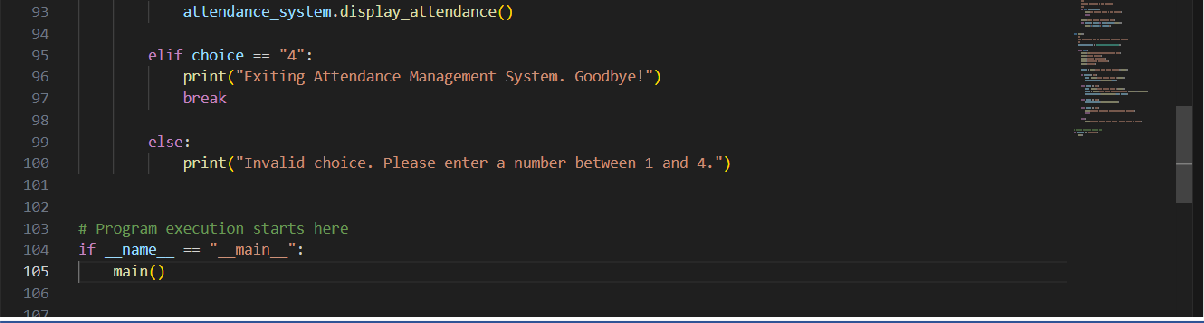 93 attendance_system.display_attendance()
94
95 elif choice == "4":
96 print("Exiting Attendance Management System. Goodbye!")
97 break
98
99 else:
100 print("Invalid choice. Please enter a number between 1 and 4.")
101
102
103 # Program execution starts here
104 if __name__ == "__main__":
105 main()
106
107